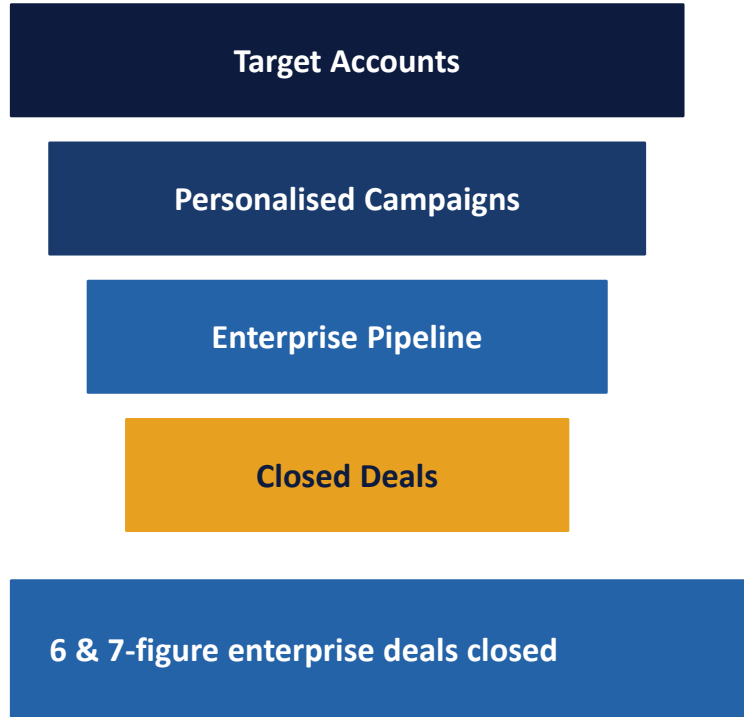 Target Accounts
Personalised Campaigns
Enterprise Pipeline
Closed Deals
6 & 7-figure enterprise deals closed